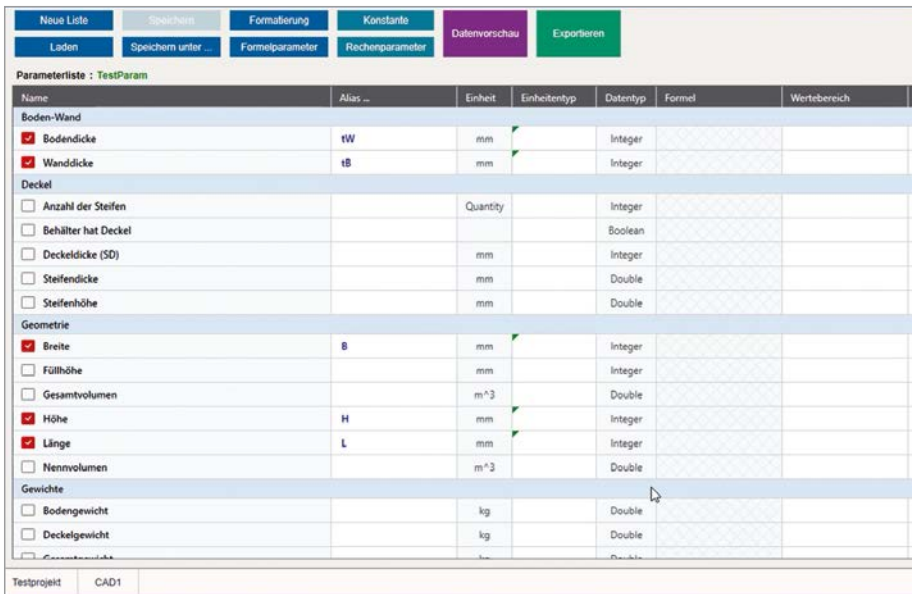 Neue Liste Speichern Formatierung Konstante Datenvorschau Exportieren
Laden Speichern unter ... Formelparameter Rechenparameter
Parameterliste : TestParam
Name Alias ... Einheit Einheitentyp Datentyp Formel Wertebereich
Boden-Wand
Bodendicke tW mm Integer
Wanddicke tB mm Integer
Deckel
Anzahl der Steifen Quantity Integer
Behälter hat Deckel Boolean
Deckeldicke (SD) mm Integer
Steifendicke mm Double
Steifenhöhe mm Double
Geometrie
Breite B mm Integer
Füllhöhe mm Integer
Gesamtvolumen m^3 Double
Höhe H mm Integer
Länge L mm Integer
Nennvolumen m^3 Double
Gewichte
Bodengewicht kg Double
Deckelgewicht kg Double
Testprojekt CAD1